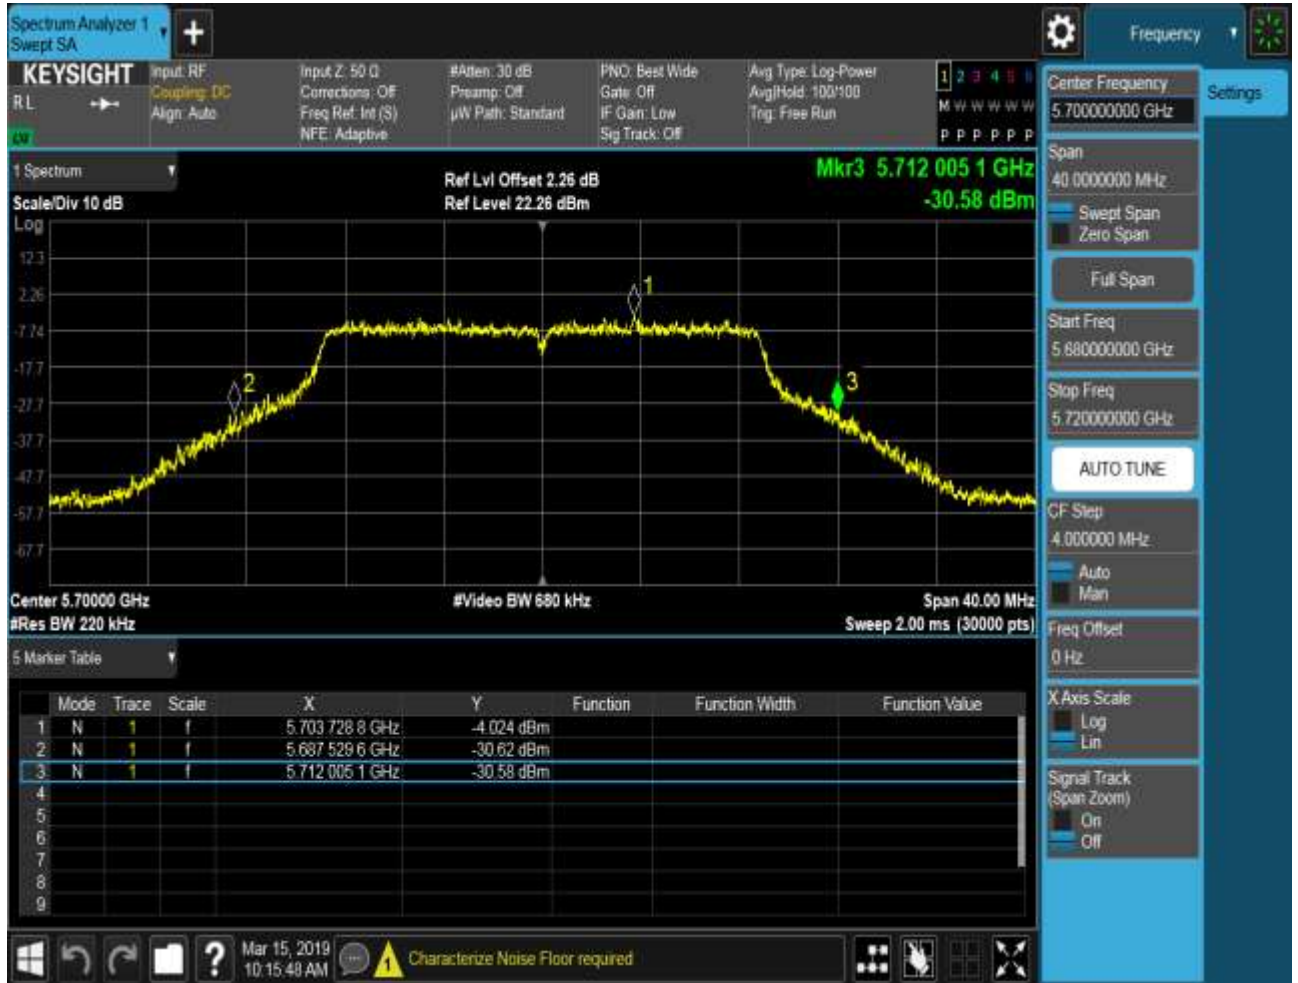 Spectrum Analyzer 1
Swept SA
+
Frequency
KEYSIGHT
RL
Input: RF
Coupling: DC
Align: Auto
Input Z: 50 Ω
Corrections: Off
Freq Ref: Int (S)
NFE: Adaptive
#Atten: 30 dB
Preamp: Off
µW Path: Standard
PNO: Best Wide
Gate: Off
IF Gain: Low
Sig Track: Off
Avg Type: Log-Power
Avg|Hold: 100/100
Trig: Free Run
1 2 3 4 5 6
M W W W W W
P P P P P P
1 Spectrum
Scale/Div 10 dB
Ref Lvl Offset 2.26 dB
Ref Level 22.26 dBm
Mkr3 5.712 005 1 GHz
-30.58 dBm
Log
12.3
2.26
-7.74
-17.7
-27.7
-37.7
-47.7
-57.7
-67.7
1
2
3
Center 5.70000 GHz
#Video BW 680 kHz
Span 40.00 MHz
#Res BW 220 kHz
Sweep 2.00 ms (30000 pts)
5 Marker Table
Mode Trace Scale X Y Function Function Width Function Value
1 N 1 f 5.703 728 8 GHz -4.024 dBm
2 N 1 f 5.687 529 6 GHz -30.62 dBm
3 N 1 f 5.712 005 1 GHz -30.58 dBm
4
5
6
7
8
9
?
Mar 15, 2019
10:15:48 AM
1
Characterize Noise Floor required
Center Frequency
5.700000000 GHz
Settings
Span
40.0000000 MHz
Swept Span
Zero Span
Full Span
Start Freq
5.680000000 GHz
Stop Freq
5.720000000 GHz
AUTO TUNE
CF Step
4.000000 MHz
Auto
Man
Freq Offset
0 Hz
X Axis Scale
Log
Lin
Signal Track
(Span Zoom)
On
Off